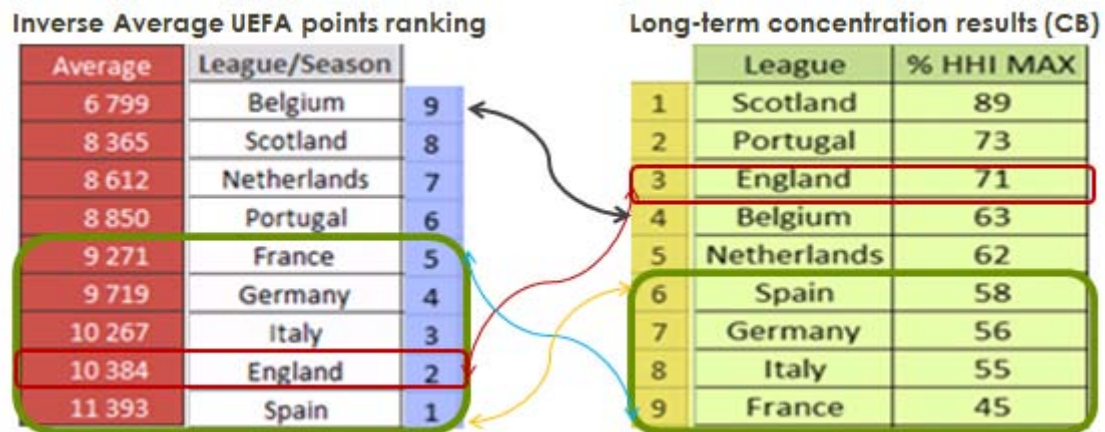 Inverse Average UEFA points ranking
Average League/Season
6 799 Belgium 9
8 365 Scotland 8
8 612 Netherlands 7
8 850 Portugal 6
9 271 France 5
9 719 Germany 4
10 267 Italy 3
10 384 England 2
11 393 Spain 1
Long-term concentration results (CB)
League % HHI MAX
1 Scotland 89
2 Portugal 73
3 England 71
4 Belgium 63
5 Netherlands 62
6 Spain 58
7 Germany 56
8 Italy 55
9 France 45